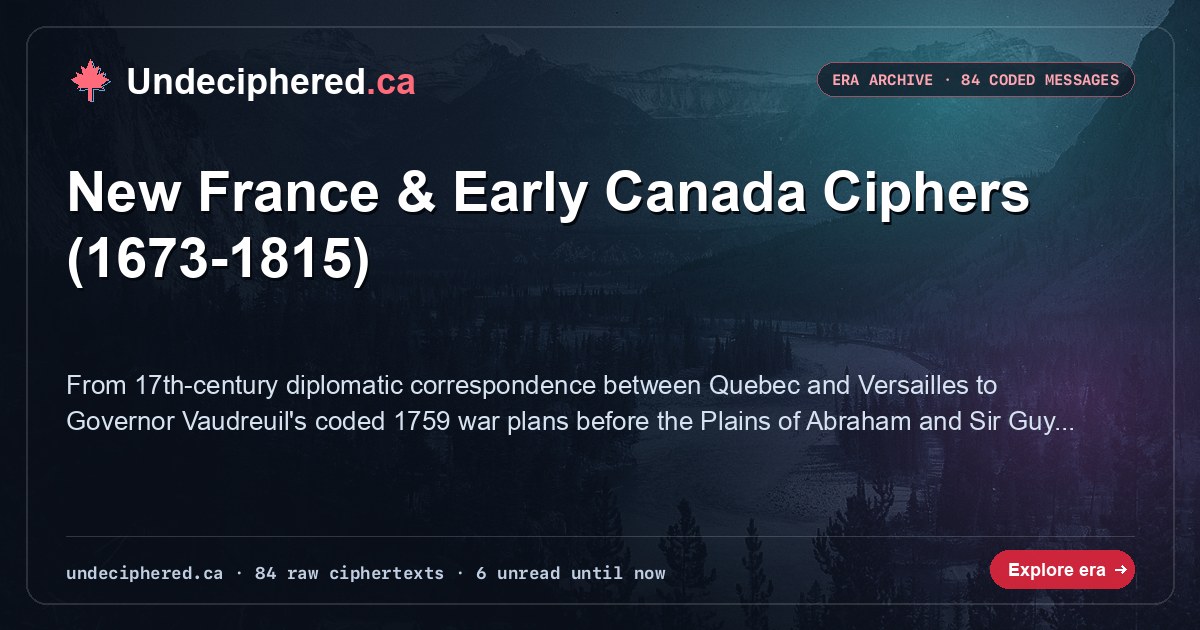 Undeciphered.ca
ERA ARCHIVE · 84 CODED MESSAGES
New France & Early Canada Ciphers
(1673-1815)
From 17th-century diplomatic correspondence between Quebec and Versailles to
Governor Vaudreuil's coded 1759 war plans before the Plains of Abraham and Sir Guy...
undeciphered.ca · 84 raw ciphertexts · 6 unread until now
Explore era →